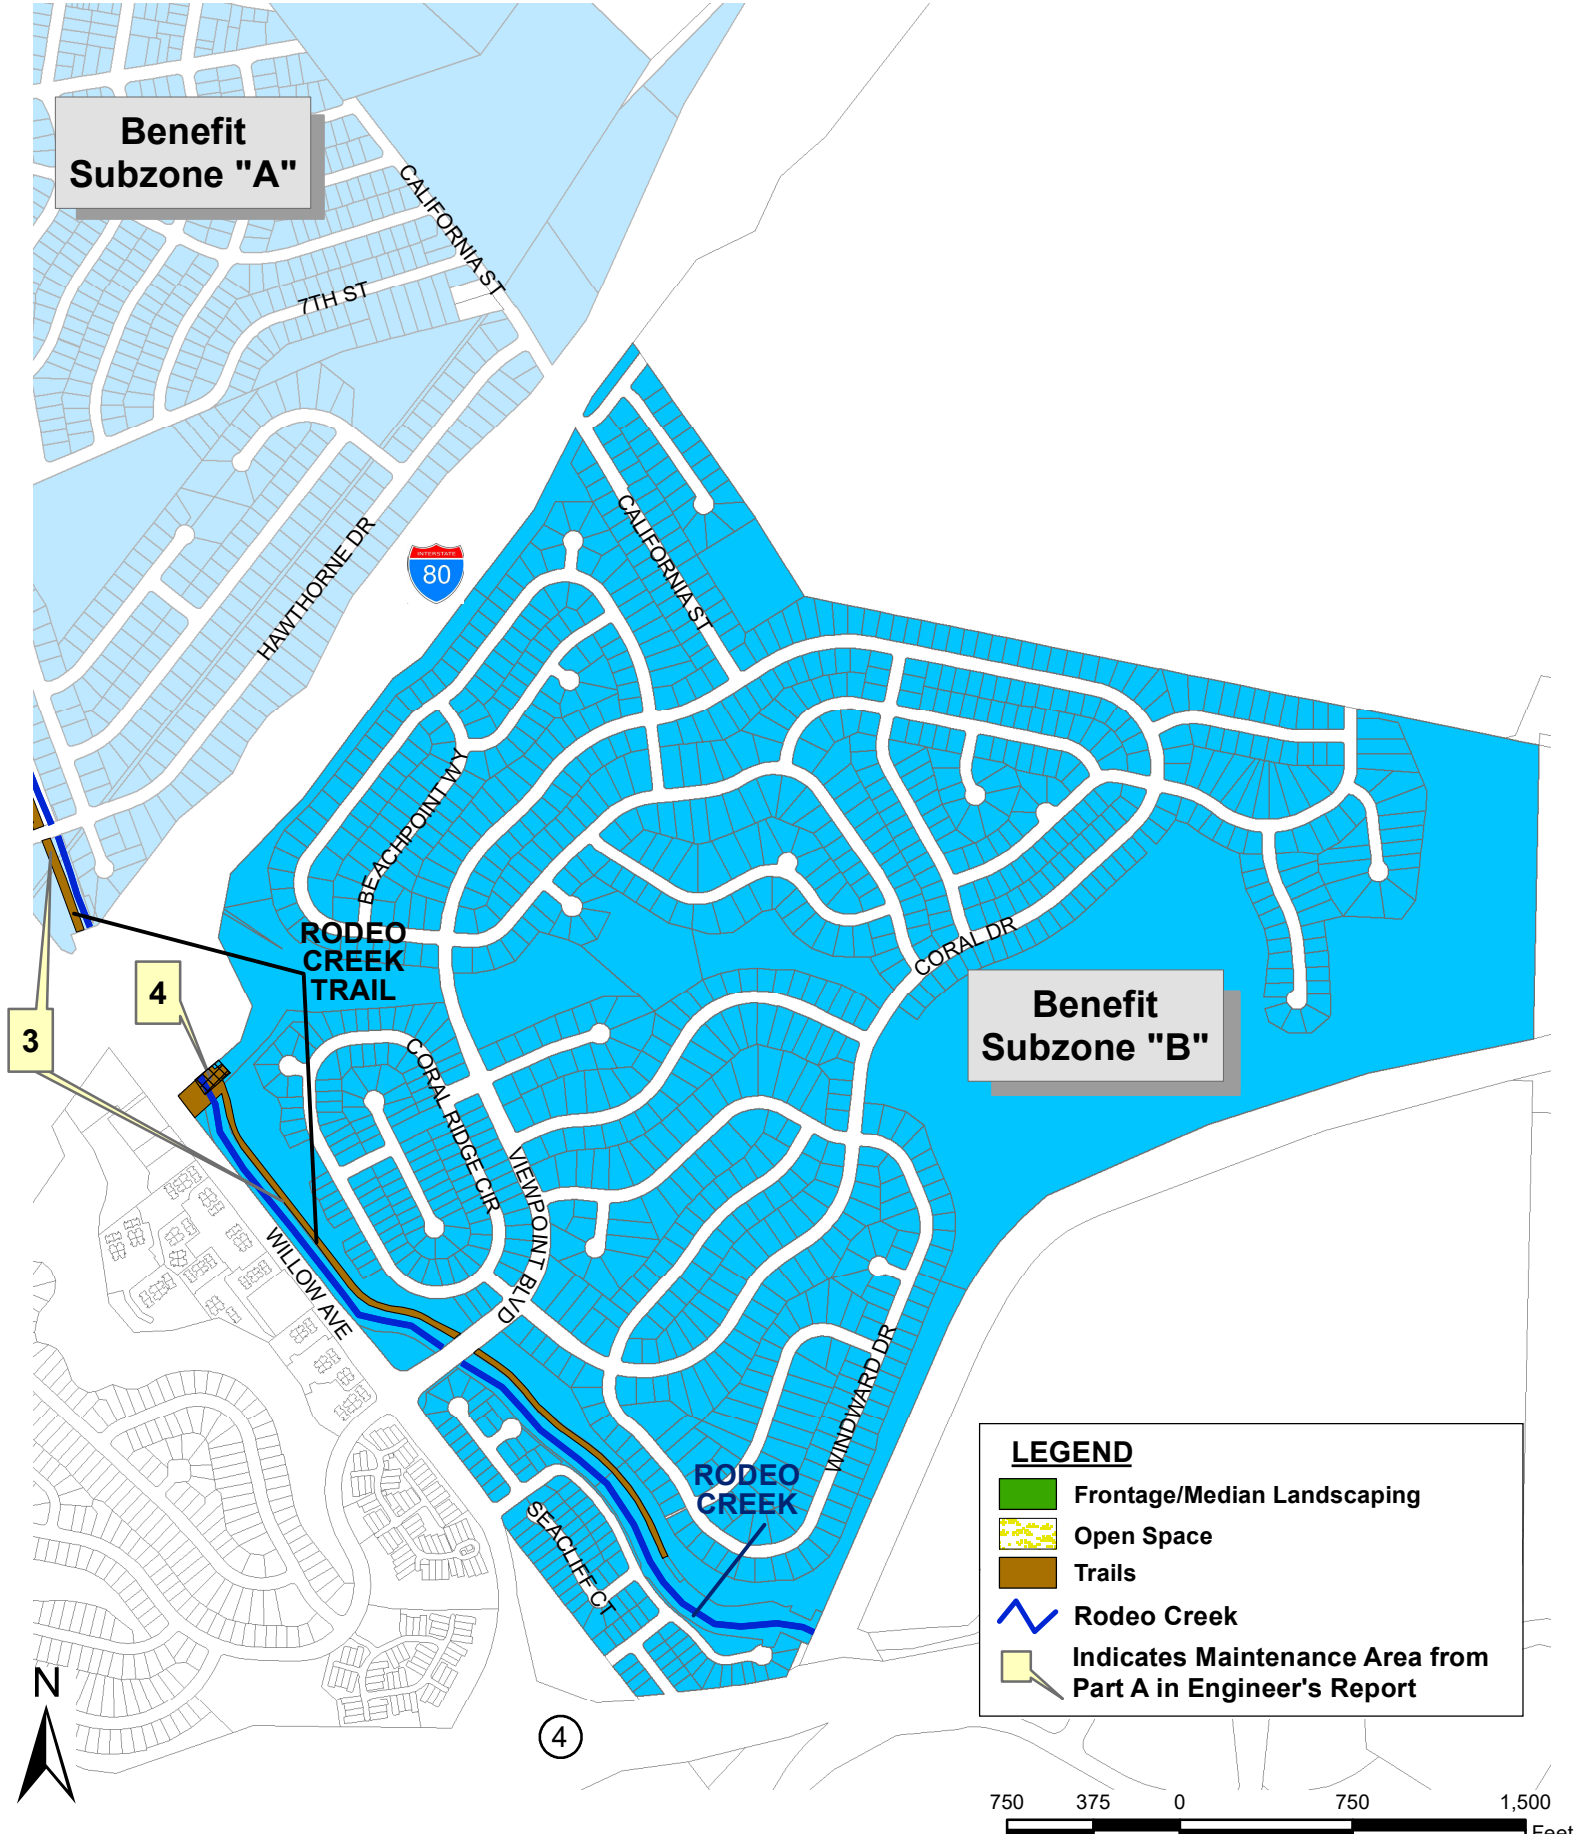 Benefit
Subzone "A"
CALIFORNIA ST
7TH ST
HAWTHORNE DR
INTERSTATE
80
CALIFORNIA ST
BEACHPOINT WY
RODEO
CREEK
TRAIL
CORAL DR
4
3
Benefit
Subzone "B"
CORAL RIDGE CIR
VIEWPOINT BLVD
WILLOW AVE
WINDWARD DR
RODEO
CREEK
SEACLIFF CT
LEGEND
Frontage/Median Landscaping
Open Space
Trails
Rodeo Creek
Indicates Maintenance Area from
Part A in Engineer's Report
N
4
750 375 0 750 1,500
Feet